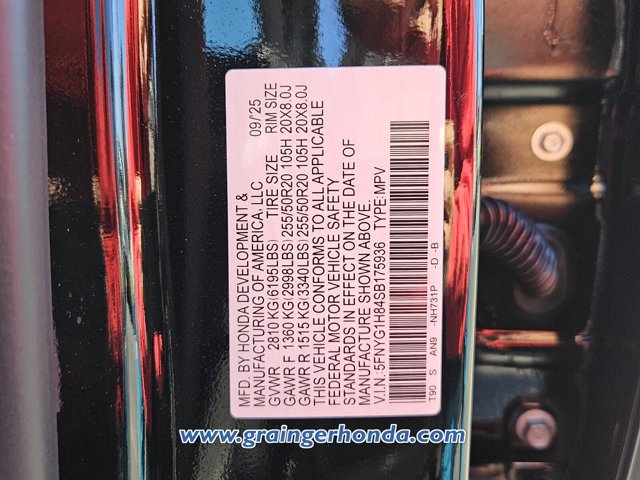 MFD. BY HONDA DEVELOPMENT &
MANUFACTURING OF AMERICA, LLC 09/'25
GVWR 2810 KG(6195LBS) TIRE SIZE RIM SIZE
GAWR F 1360 KG(2998LBS) 255/50R20 105H 20X8.0J
GAWR R 1515 KG(3340LBS) 255/50R20 105H 20X8.0J
THIS VEHICLE CONFORMS TO ALL APPLICABLE
FEDERAL MOTOR VEHICLE SAFETY
STANDARDS IN EFFECT ON THE DATE OF
MANUFACTURE SHOWN ABOVE.
V.I.N.:5FNYG1H84SB175936 TYPE:MPV
T90 S AN9 -NH731P -D -B
www.graingerhonda.com